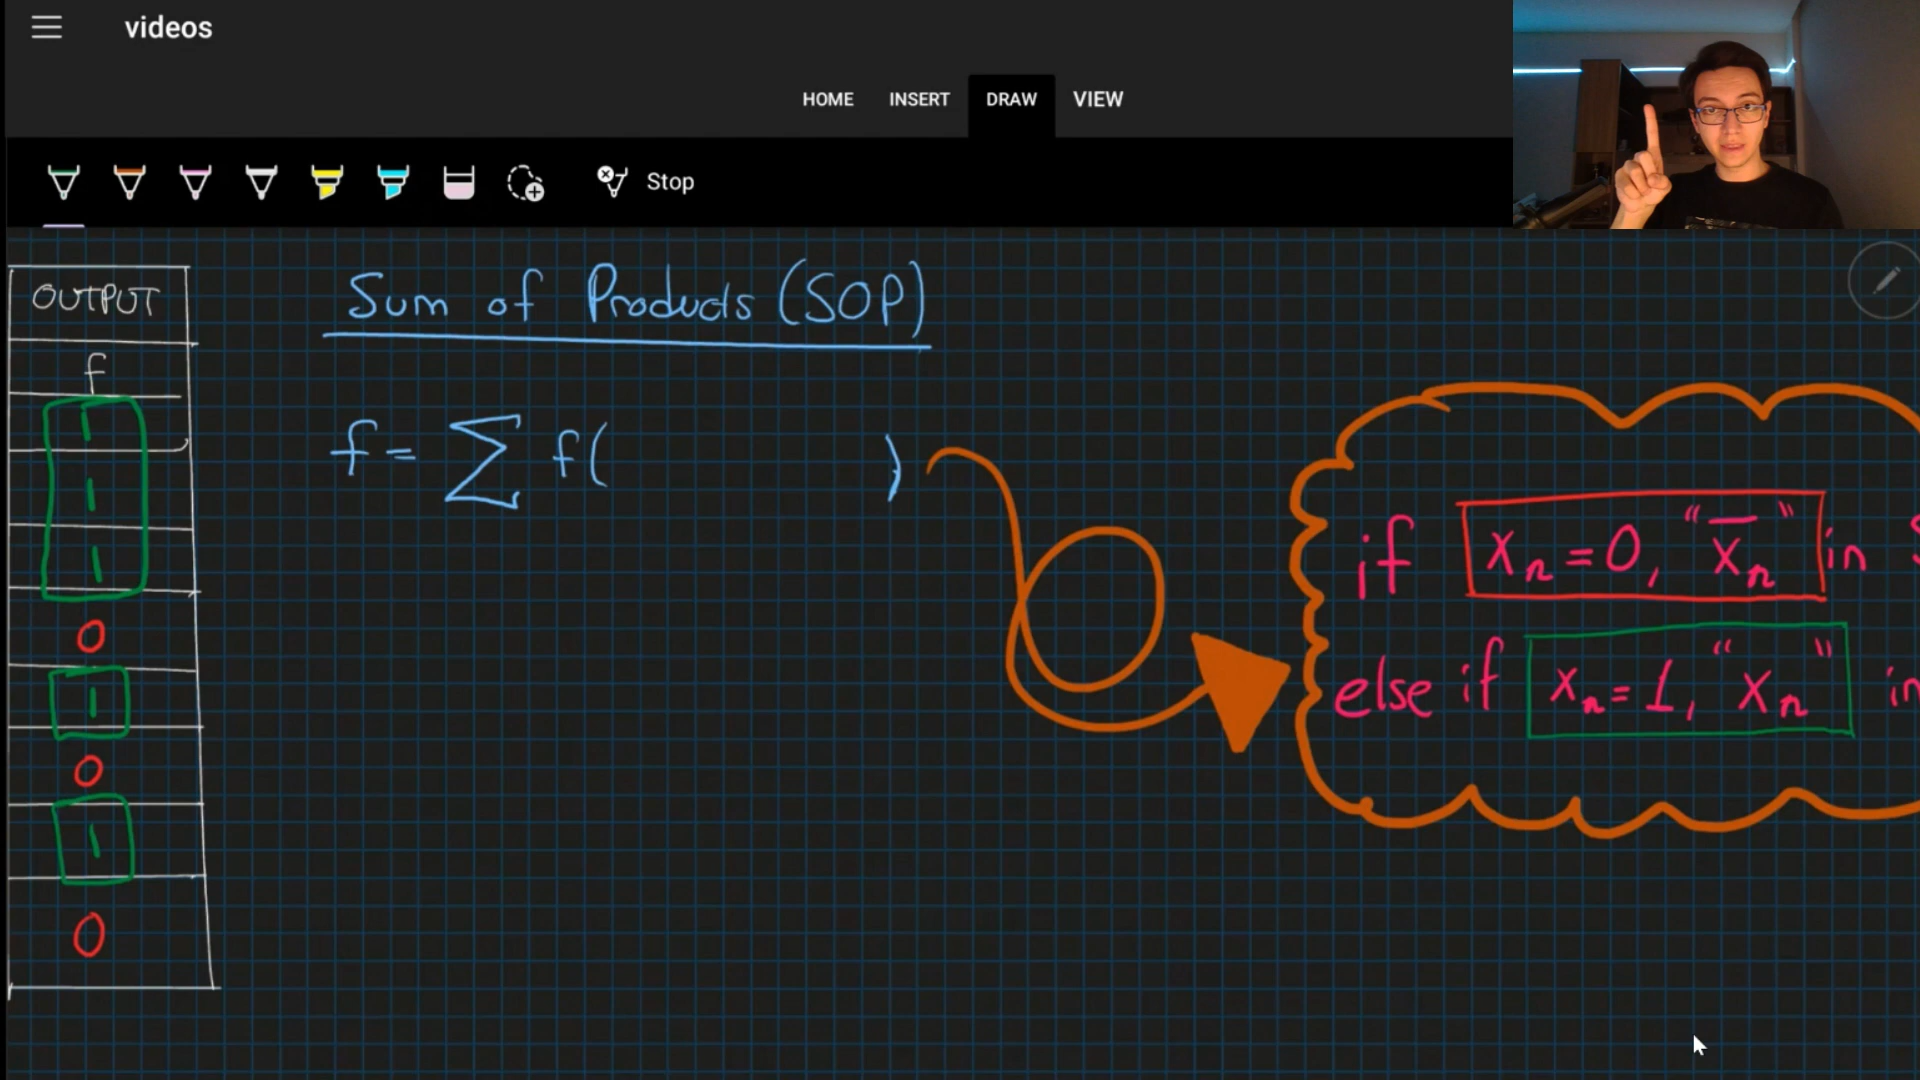 videos
HOME INSERT DRAW VIEW
Stop
OUTPUT
f
1
1
1
0
1
0
1
0
Sum of Products (SOP)
f = ∑ f( )
if xₙ = 0, "x̅ₙ" in
else if xₙ = 1, "xₙ" in